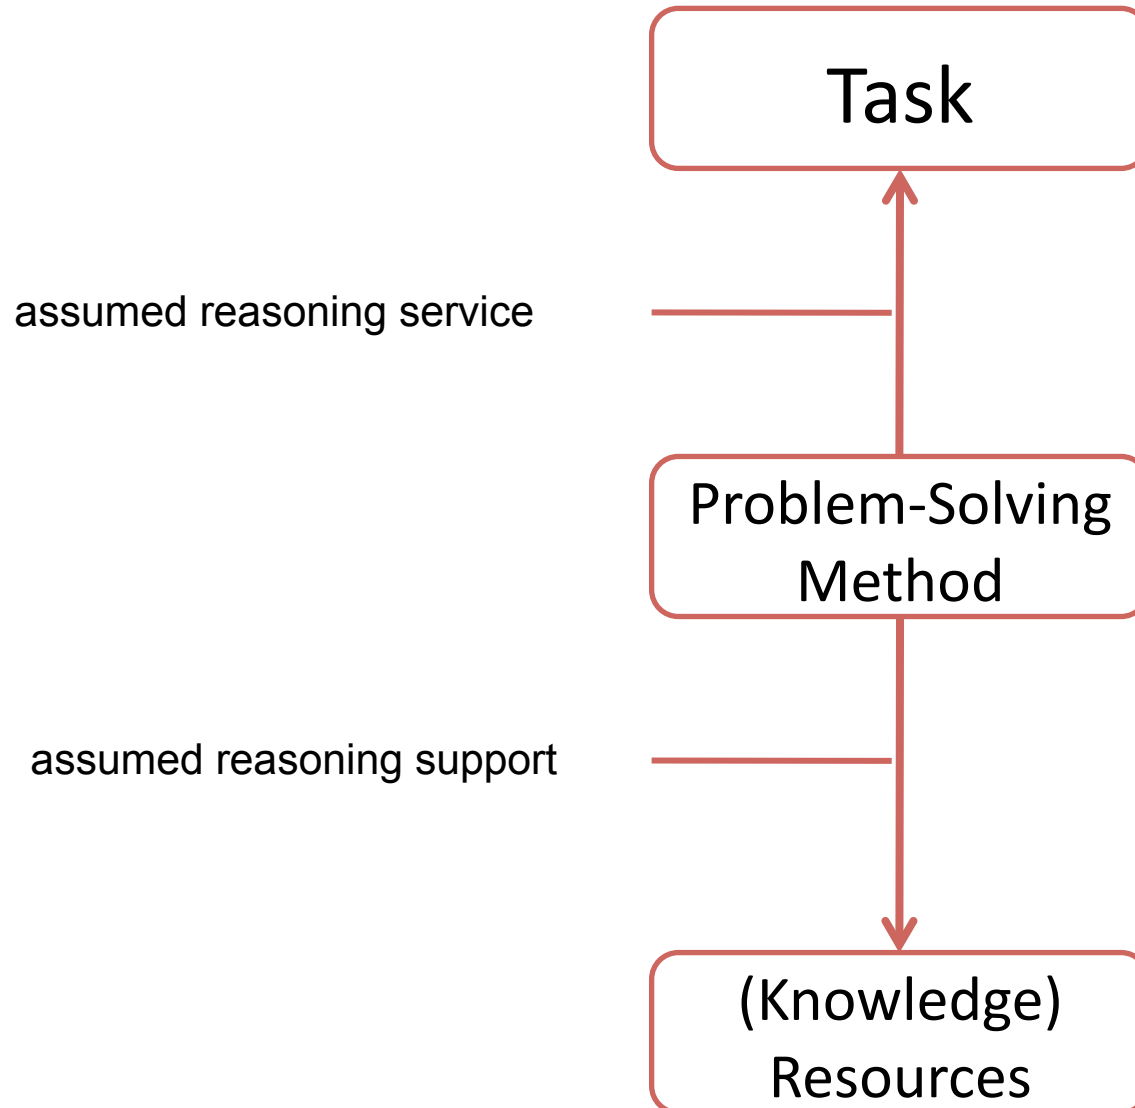 Task
assumed reasoning service
Problem-Solving
Method
assumed reasoning support
(Knowledge)
Resources